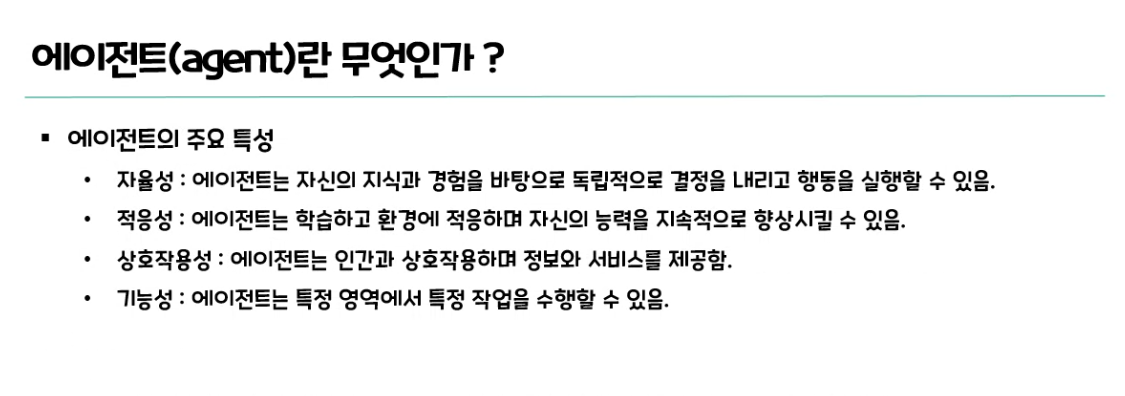 에이전트(agent)란 무엇인가 ?
▪ 에이전트의 주요 특성
• 자율성 : 에이전트는 자신의 지식과 경험을 바탕으로 독립적으로 결정을 내리고 행동을 실행할 수 있음.
• 적응성 : 에이전트는 학습하고 환경에 적응하며 자신의 능력을 지속적으로 향상시킬 수 있음.
• 상호작용성 : 에이전트는 인간과 상호작용하며 정보와 서비스를 제공함.
• 기능성 : 에이전트는 특정 영역에서 특정 작업을 수행할 수 있음.